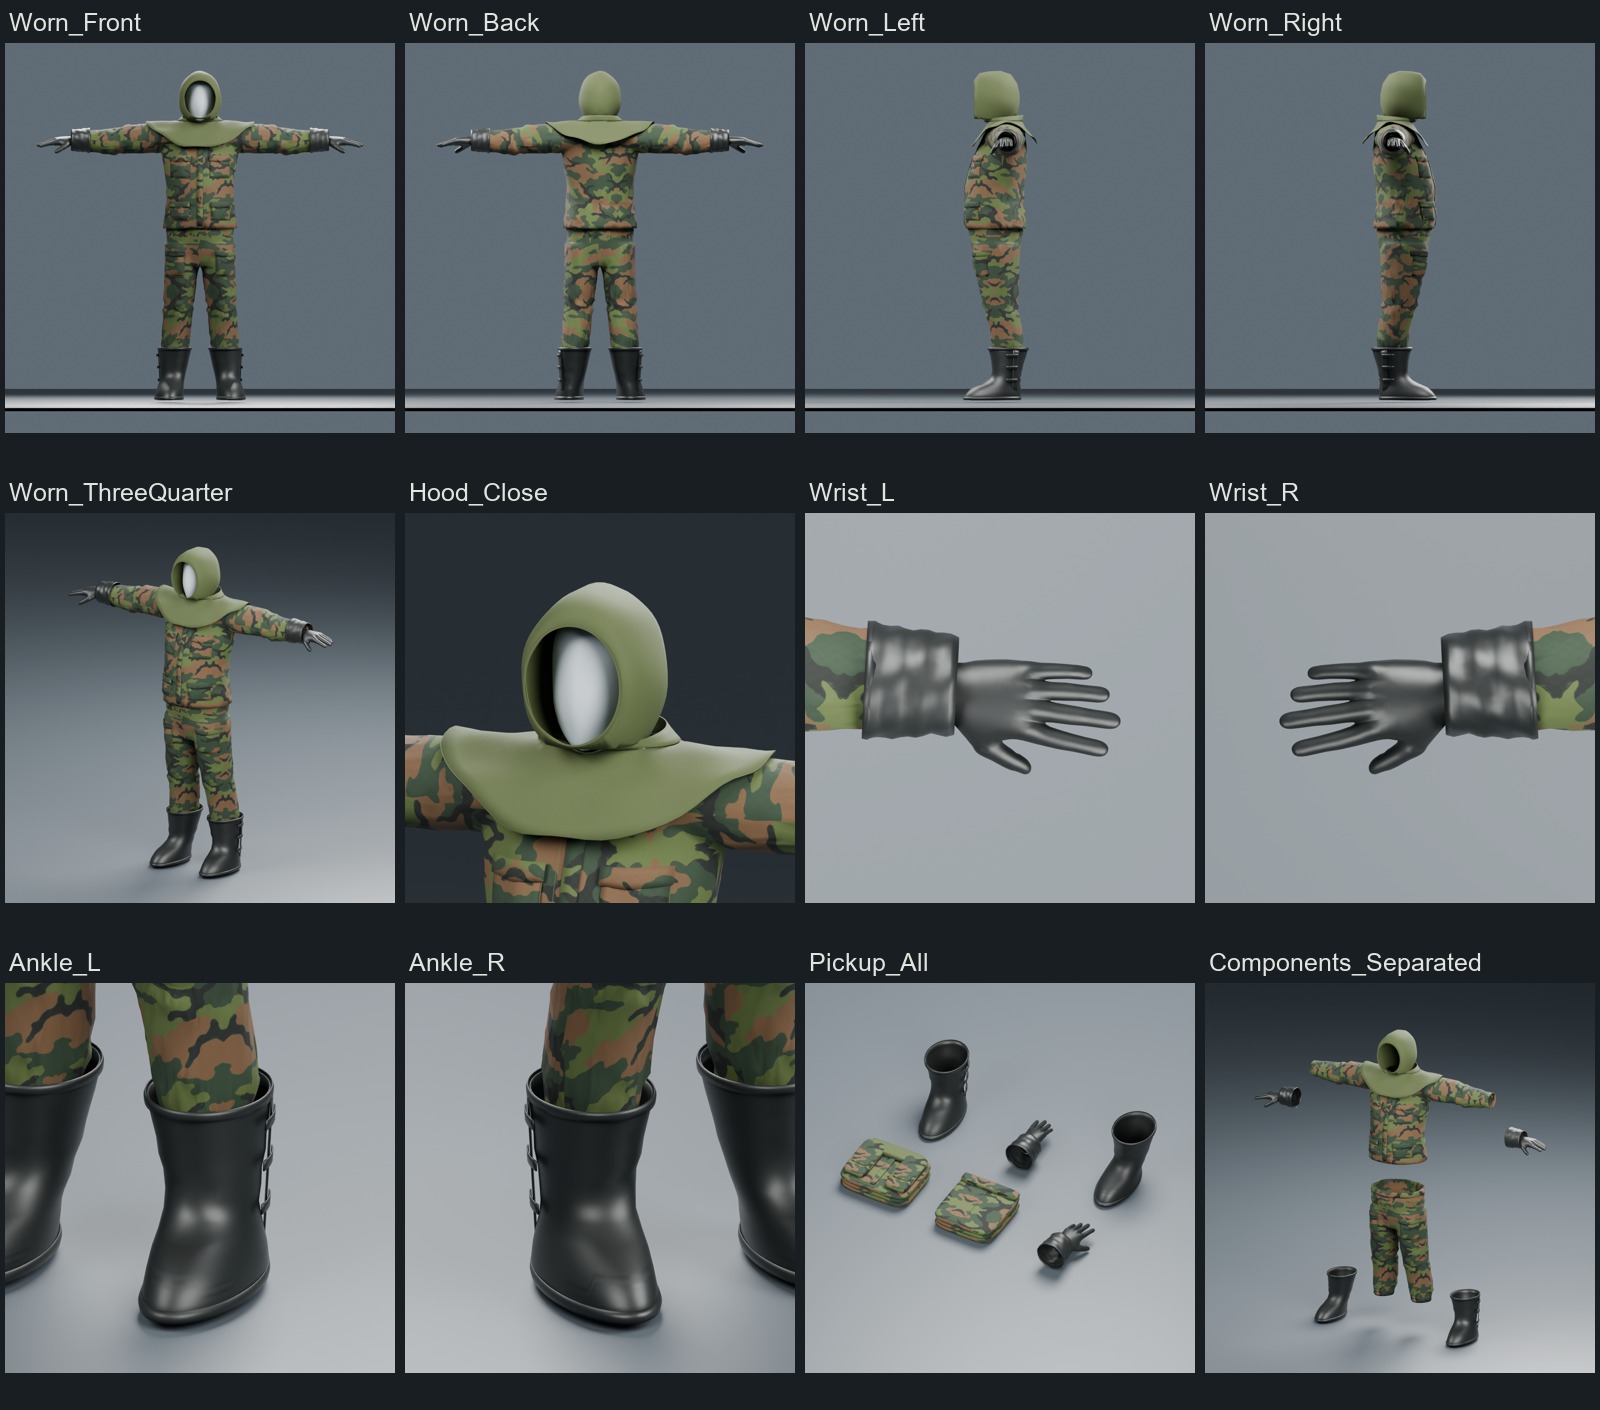 Worn_Front
Worn_Back
Worn_Left
Worn_Right
Worn_ThreeQuarter
Hood_Close
Wrist_L
Wrist_R
Ankle_L
Ankle_R
Pickup_All
Components_Separated